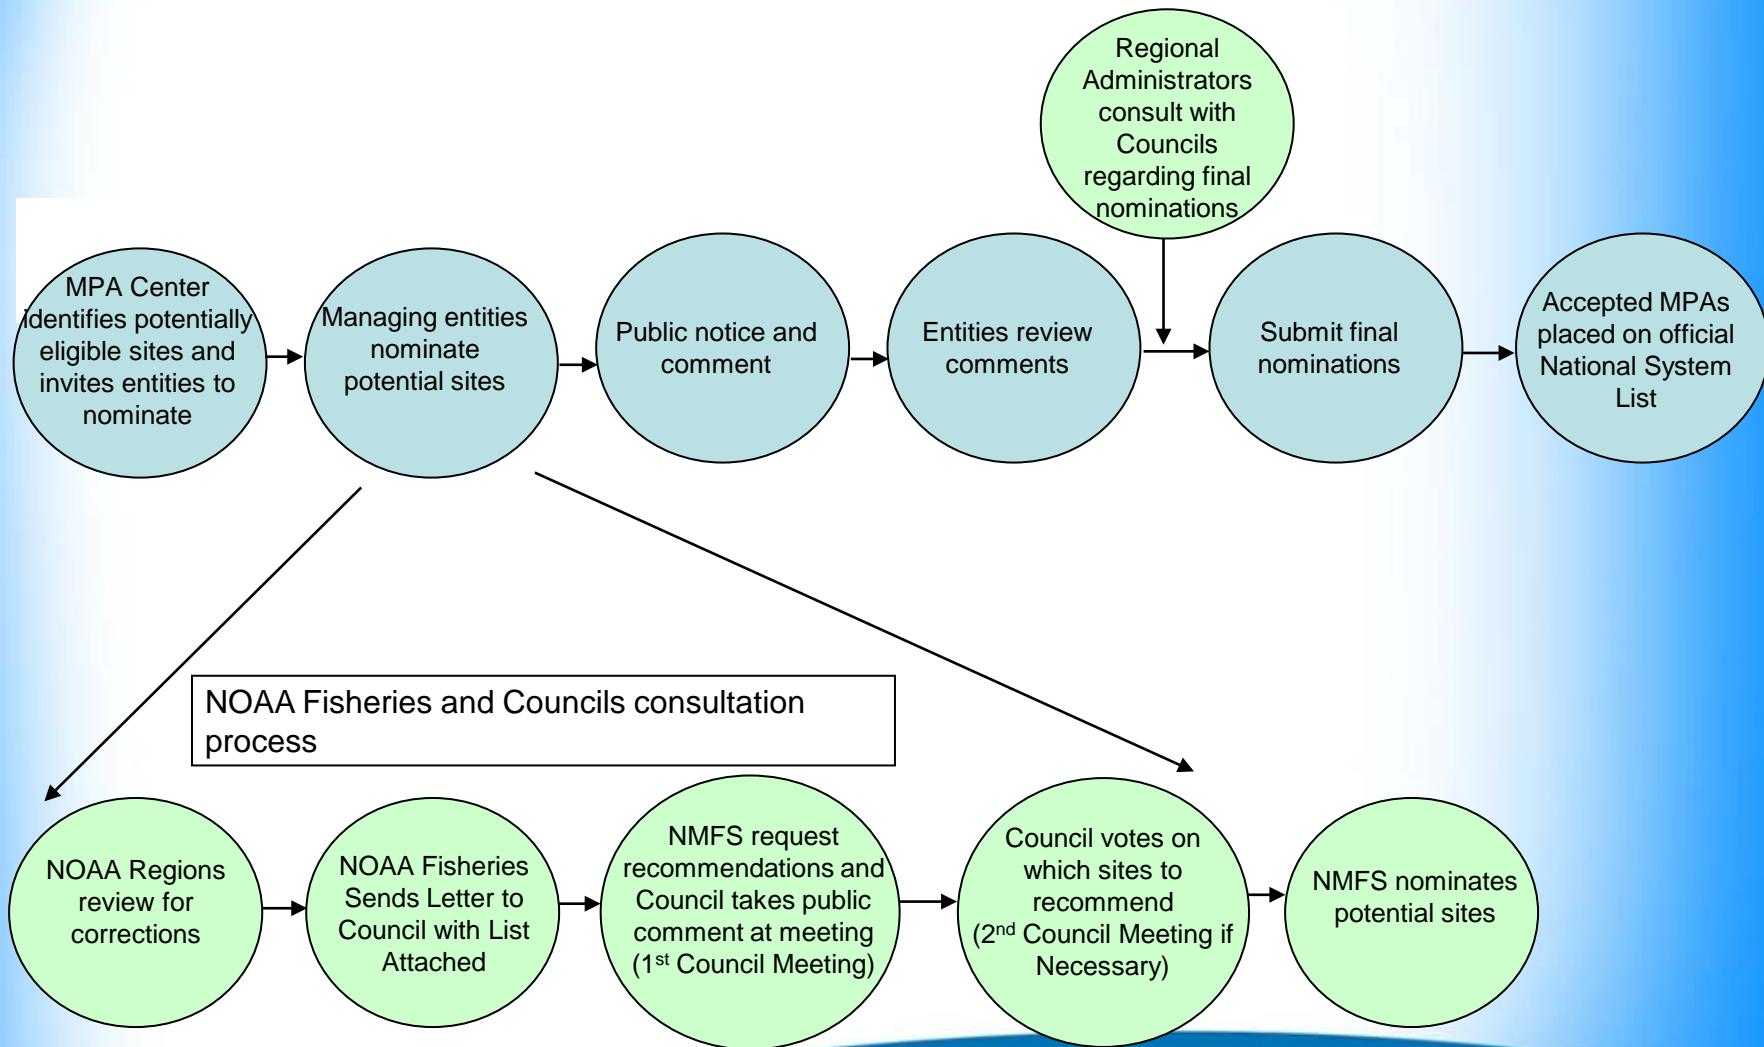 Regional
Administrators
consult with
Councils
regarding final
nominations
MPA Center
identifies potentially
eligible sites and
invites entities to
nominate
Managing entities
nominate
potential sites
Public notice and
comment
Entities review
comments
Submit final
nominations
Accepted MPAs
placed on official
National System
List
NOAA Fisheries and Councils consultation
process
NOAA Regions
review for
corrections
NOAA Fisheries
Sends Letter to
Council with List
Attached
NMFS request
recommendations and
Council takes public
comment at meeting
(1st Council Meeting)
Council votes on
which sites to
recommend
(2nd Council Meeting if
Necessary)
NMFS nominates
potential sites